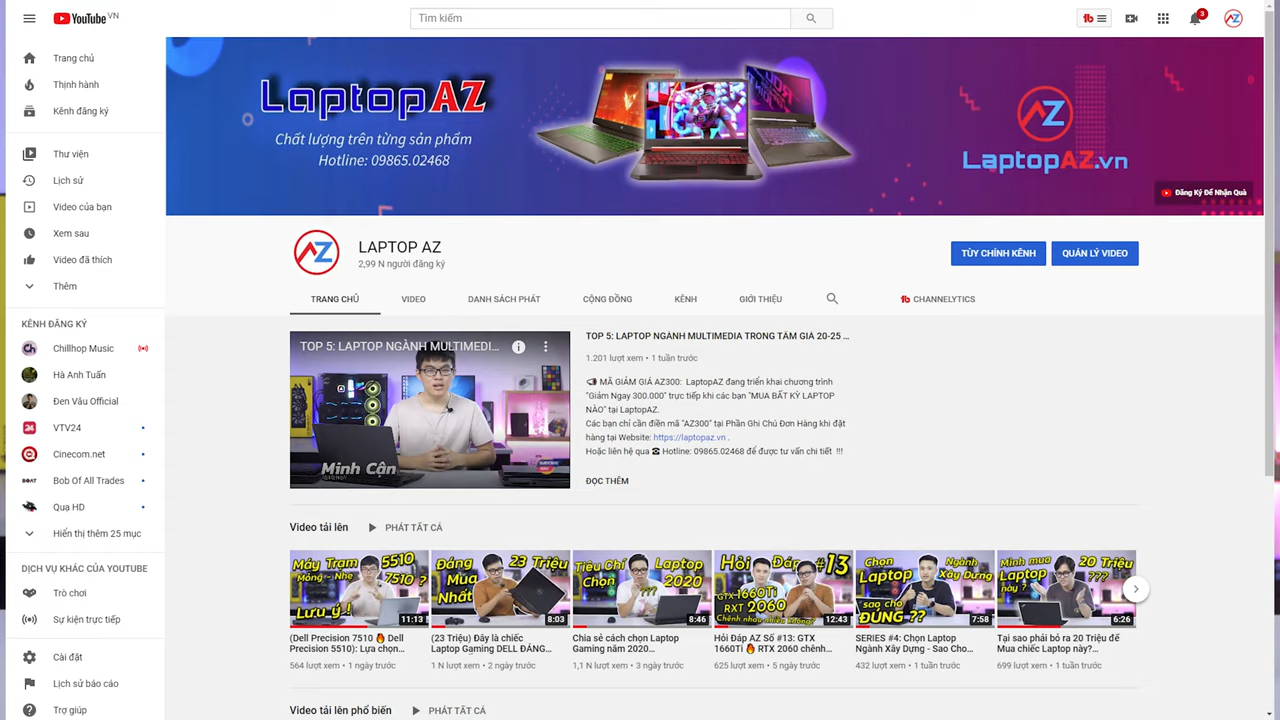 YouTube VN
Tìm kiếm
3
Trang chủ
Thịnh hành
Kênh đăng ký
Thư viện
Lịch sử
Video của bạn
Xem sau
Video đã thích
Thêm
KÊNH ĐĂNG KÝ
Chillhop Music
Hà Anh Tuấn
Đen Vâu Official
VTV24
Cinecom.net
Bob Of All Trades
Quạ HD
Hiển thị thêm 25 mục
DỊCH VỤ KHÁC CỦA YOUTUBE
Trò chơi
Sự kiện trực tiếp
Cài đặt
Lịch sử báo cáo
Trợ giúp
LaptopAZ
Chất lượng trên từng sản phẩm
Hotline: 09865.02468
AZ
LaptopAZ.vn
Đăng Ký Để Nhận Quà
AZ
LAPTOP AZ
2,99 N người đăng ký
TÙY CHỈNH KÊNH
QUẢN LÝ VIDEO
TRANG CHỦ
VIDEO
DANH SÁCH PHÁT
CỘNG ĐỒNG
KÊNH
GIỚI THIỆU
CHANNELYTICS
TOP 5: LAPTOP NGÀNH MULTIMEDI...
Minh Cận
TOP 5: LAPTOP NGÀNH MULTIMEDIA TRONG TẦM GIÁ 20-25 ...
1.201 lượt xem • 1 tuần trước
MÃ GIẢM GIÁ AZ300: LaptopAZ đang triển khai chương trình
"Giảm Ngay 300.000" trực tiếp khi các bạn "MUA BẤT KỲ LAPTOP
NÀO" tại LaptopAZ.
Các bạn chỉ cần điền mã "AZ300" tại Phần Ghi Chú Đơn Hàng khi đặt
hàng tại Website: https://laptopaz.vn .
Hoặc liên hệ qua ☎ Hotline: 09865.02468 để được tư vấn chi tiết !!!
ĐỌC THÊM
Video tải lên
PHÁT TẤT CẢ
Máy Trạm 5510
Mỏng - Nhẹ 7510 ?
Lưu ý !
11:13
Đáng 23 Triệu
Mua
Nhất
8:03
Tiêu Chí Laptop
Chọn 2020
???
8:46
Hỏi Đáp #13
GTX 1660Ti
RXT 2060
Chênh nhau nhiều không?
12:43
Chọn Ngành
Laptop Xây Dựng
sao cho
ĐÚNG ??
7:58
Mình mua 20 Triệu
Laptop ???
này ?
6:26
(Dell Precision 7510 🔥 Dell
Precision 5510): Lựa chọn...
564 lượt xem • 1 ngày trước
(23 Triệu) Đây là chiếc
Laptop Gaming DELL ĐÁNG...
1 N lượt xem • 2 ngày trước
Chia sẻ cách chọn Laptop
Gaming năm 2020...
1,1 N lượt xem • 3 ngày trước
Hỏi Đáp AZ Số #13: GTX
1660Ti 🔥 RTX 2060 chênh...
625 lượt xem • 5 ngày trước
SERIES #4: Chọn Laptop
Ngành Xây Dựng - Sao Cho...
432 lượt xem • 1 tuần trước
Tại sao phải bỏ ra 20 Triệu để
Mua chiếc Laptop này?...
699 lượt xem • 1 tuần trước
Video tải lên phổ biến
PHÁT TẤT CẢ